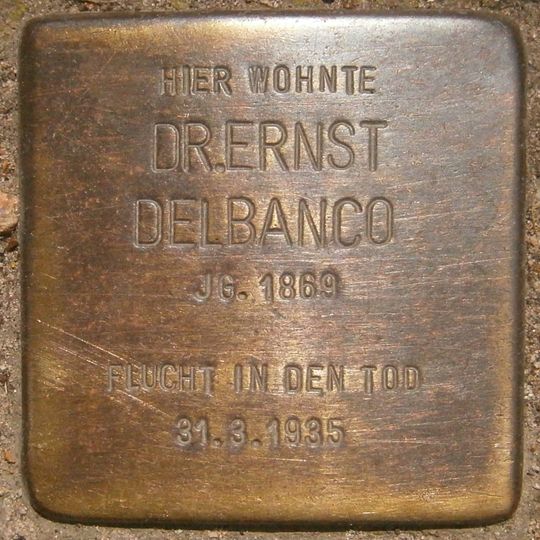 HIER WOHNTE
DR.ERNST
DELBANCO
JG. 1869
FLUCHT IN DEN TOD
31.3.1935